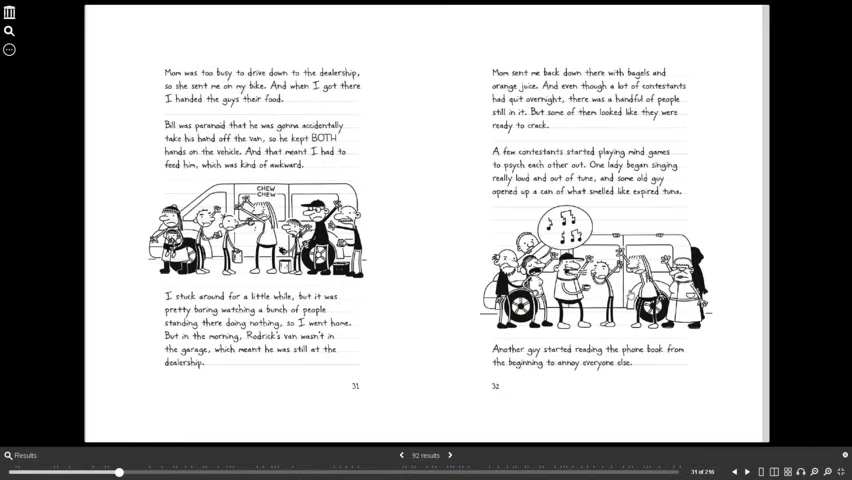 Mom was too busy to drive down to the dealership,
so she sent me on my bike. And when I got there
I handed the guys their food.
Bill was paranoid that he was gonna accidentally
take his hand off the van, so he kept BOTH
hands on the vehicle. And that meant I had to
feed him, which was kind of awkward.
CHEW
CHEW
I stuck around for a little while, but it was
pretty boring watching a bunch of people
standing there doing nothing, so I went home.
But in the morning, Rodrick's van wasn't in
the garage, which meant he was still at the
dealership.
31
Mom sent me back down there with bagels and
orange juice. And even though a lot of contestants
had quit overnight, there was a handful of people
still in it. But some of them looked like they were
ready to crack.
A few contestants started playing mind games
to psych each other out. One lady began singing
really loud and out of tune, and some old guy
opened up a can of what smelled like expired tuna.
Another guy started reading the phone book from
the beginning to annoy everyone else.
32
Results
92 results
31 of 216